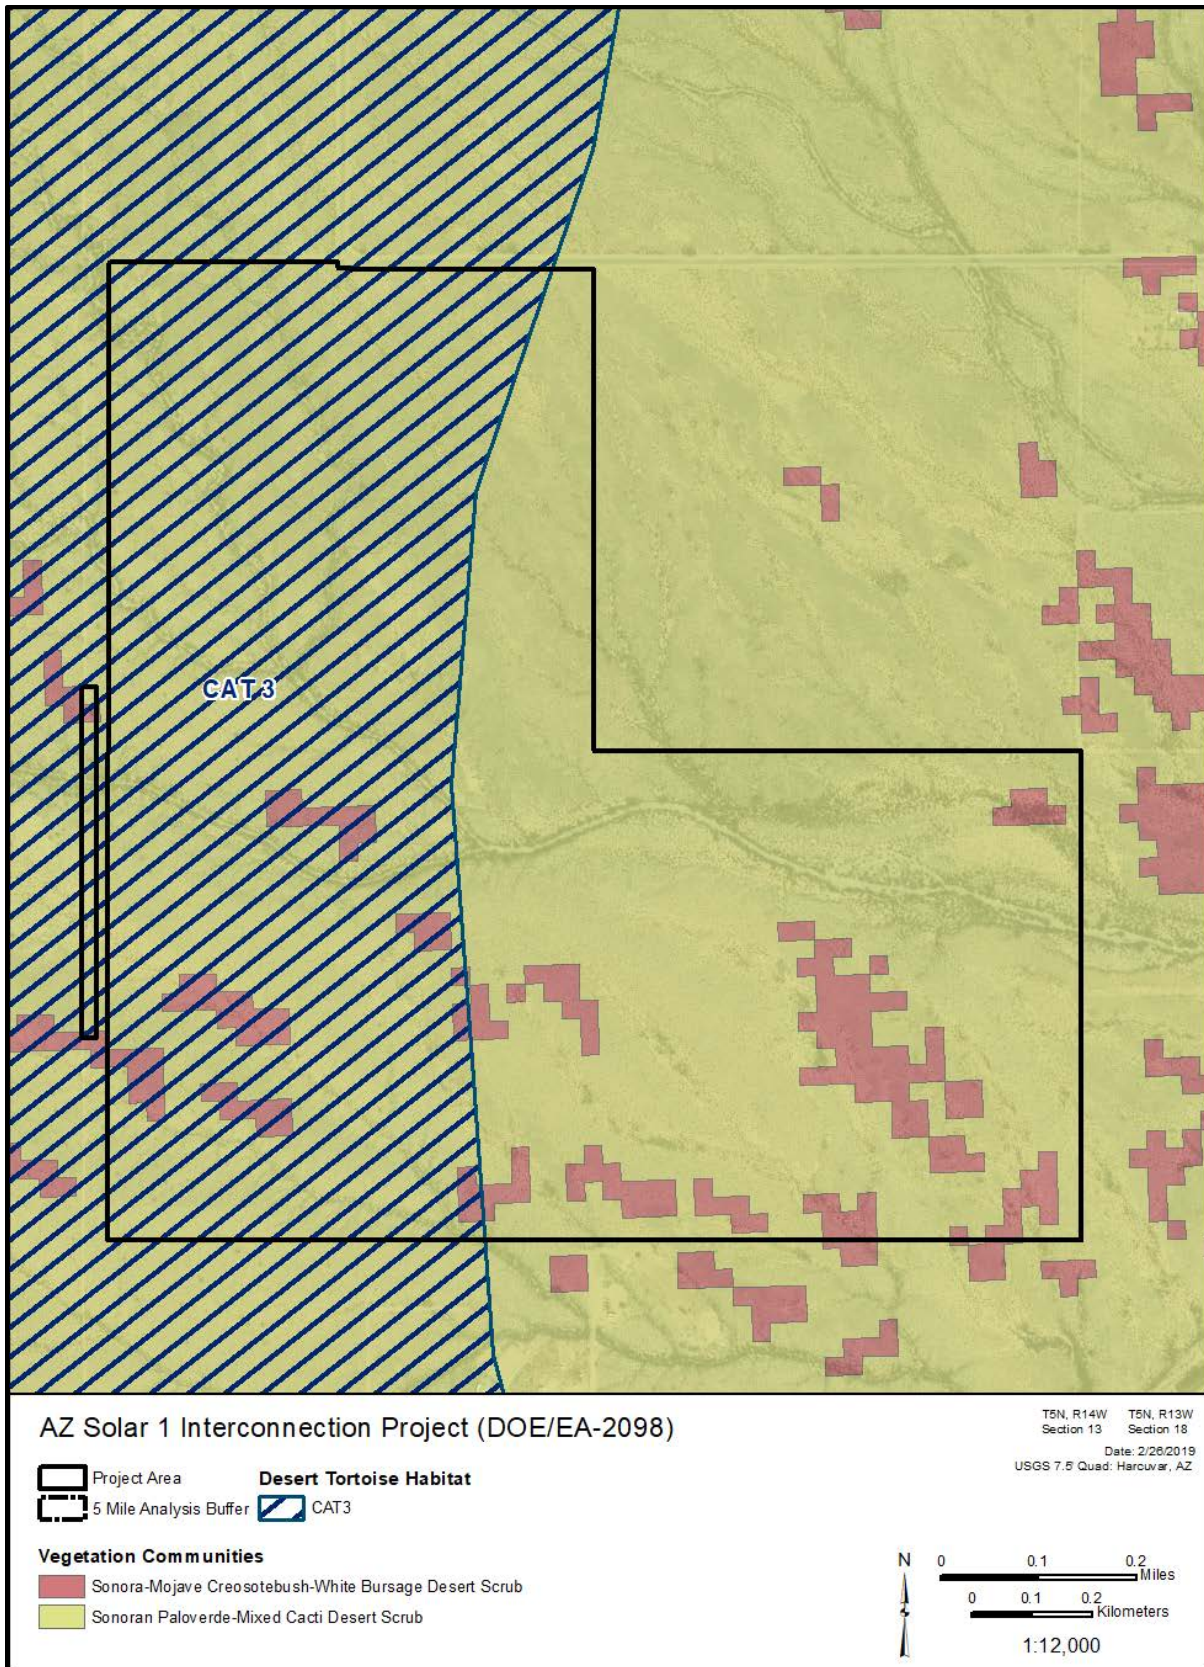 CAT 3
AZ Solar 1 Interconnection Project (DOE/EA-2098)
T5N, R14W T5N, R13W
Section 13 Section 18
Date: 2/26/2019
USGS 7.5' Quad: Harcuvar, AZ
Project Area
Desert Tortoise Habitat
5 Mile Analysis Buffer
CAT3
Vegetation Communities
Sonora-Mojave Creosotebush-White Bursage Desert Scrub
Sonoran Paloverde-Mixed Cacti Desert Scrub
N
0 0.1 0.2
Miles
0 0.1 0.2
Kilometers
1:12,000